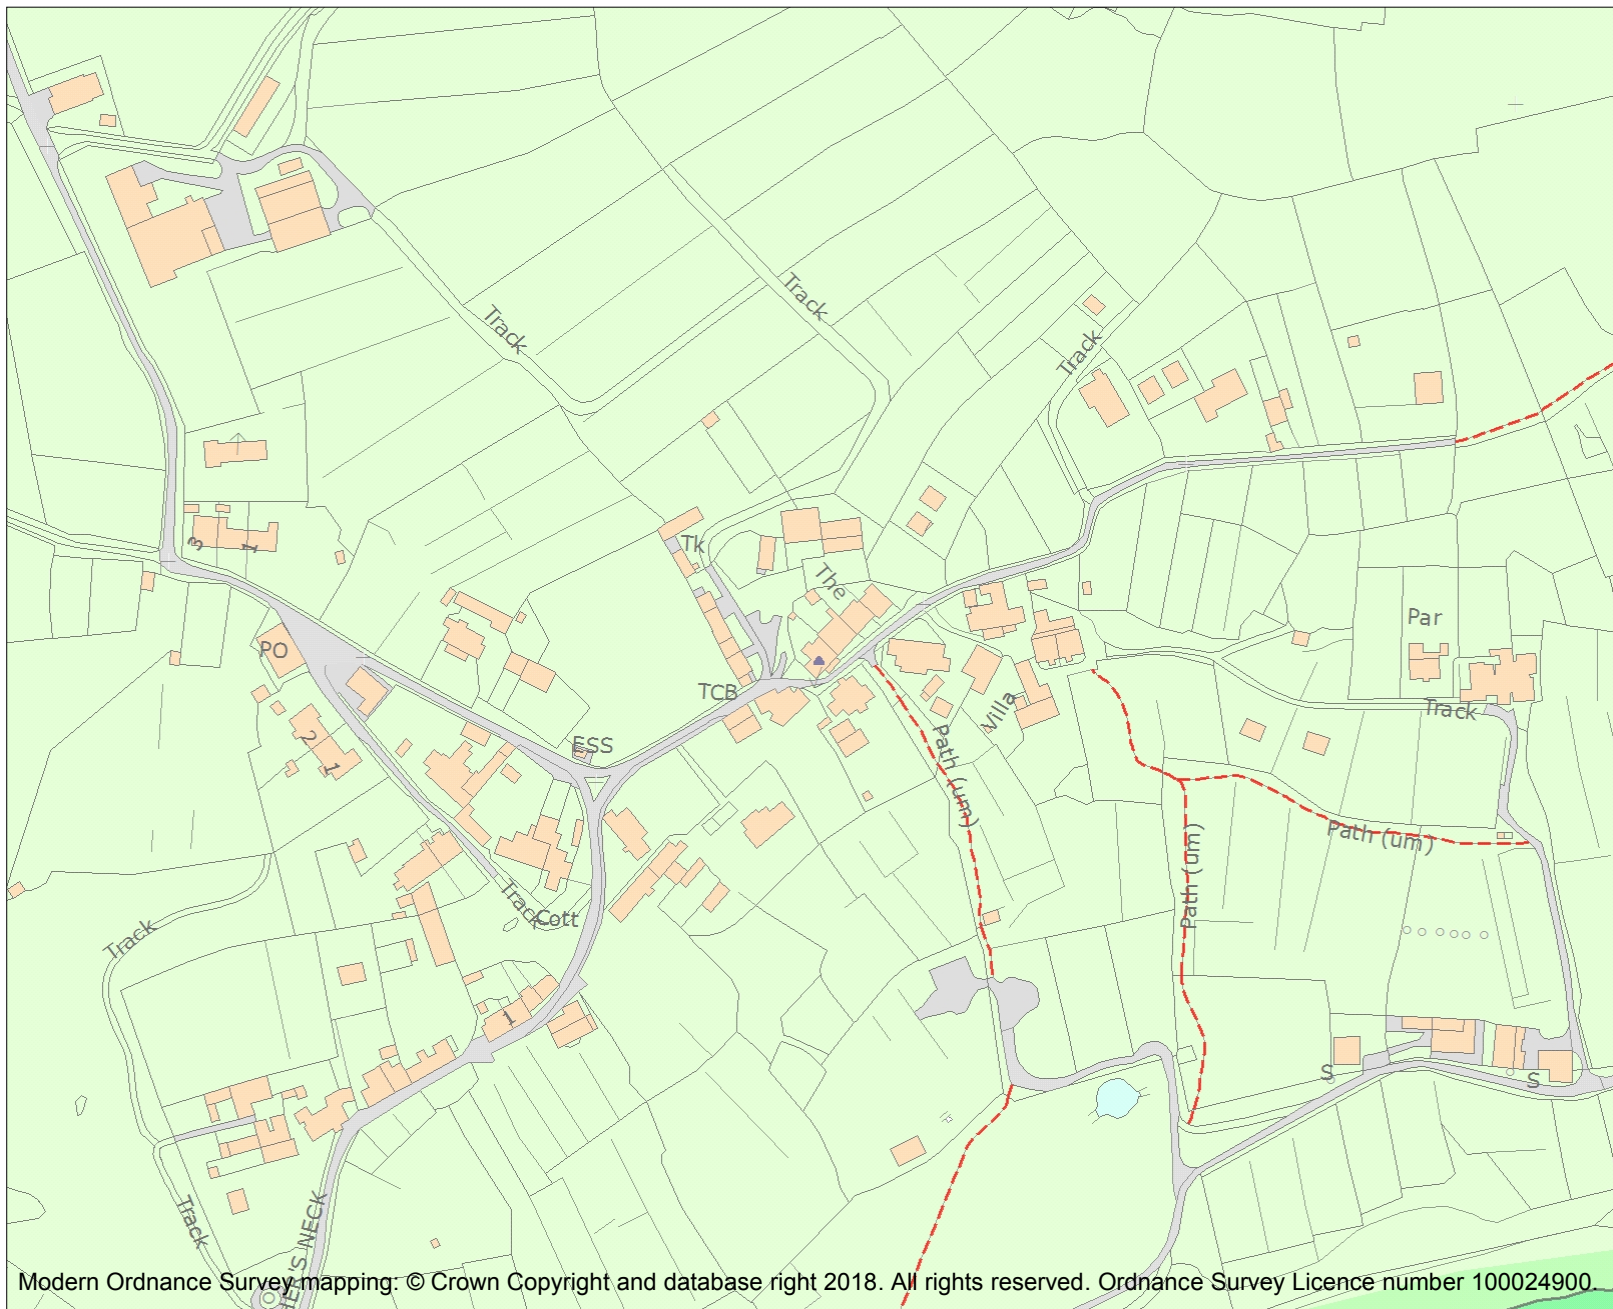 Track
Track
Track
3
1
Tk
The
Par
PO
TCB
Villa
Track
2
1
ESS
Path (um)
Path (um)
Path (um)
Track
Cott
Track
1
S
S
Track
HER'S NECK
Modern Ordnance Survey mapping: © Crown Copyright and database right 2018. All rights reserved. Ordnance Survey Licence number 100024900.